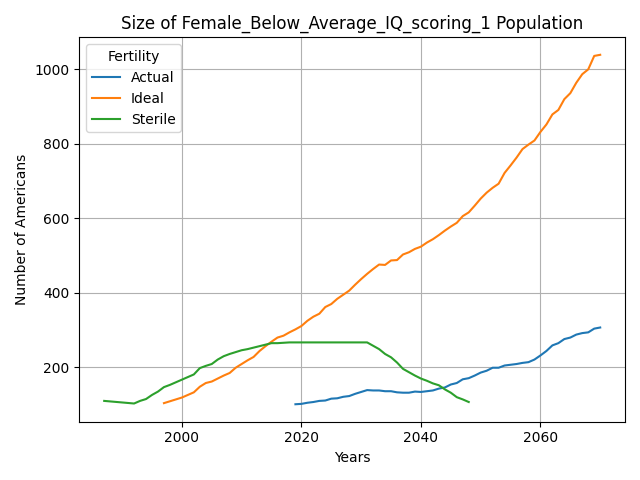 Size of Female_Below_Average_IQ_scoring_1 Population
Fertility
Actual
Ideal
Sterile
Number of Americans
1000
800
600
400
200
2000
2020
2040
2060
Years